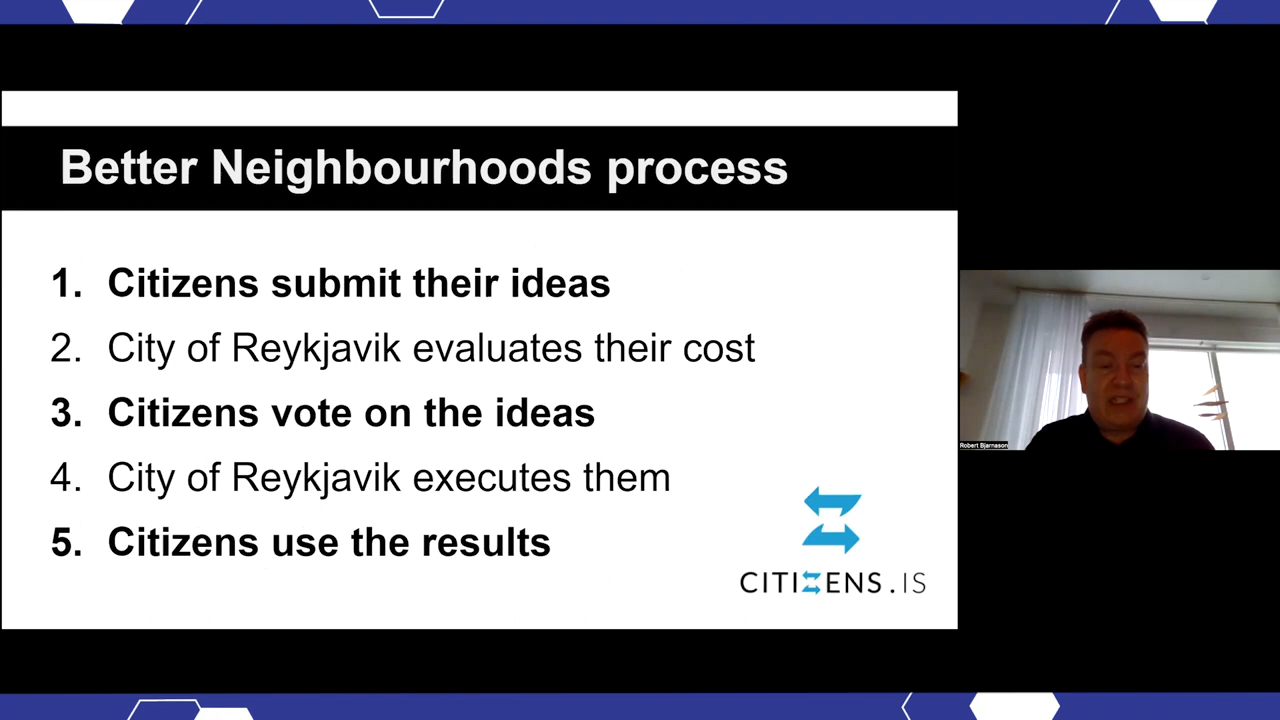 Better Neighbourhoods process
1. Citizens submit their ideas
2. City of Reykjavik evaluates their cost
3. Citizens vote on the ideas
4. City of Reykjavik executes them
5. Citizens use the results
CITIZENS.IS
Robert Bjarnason